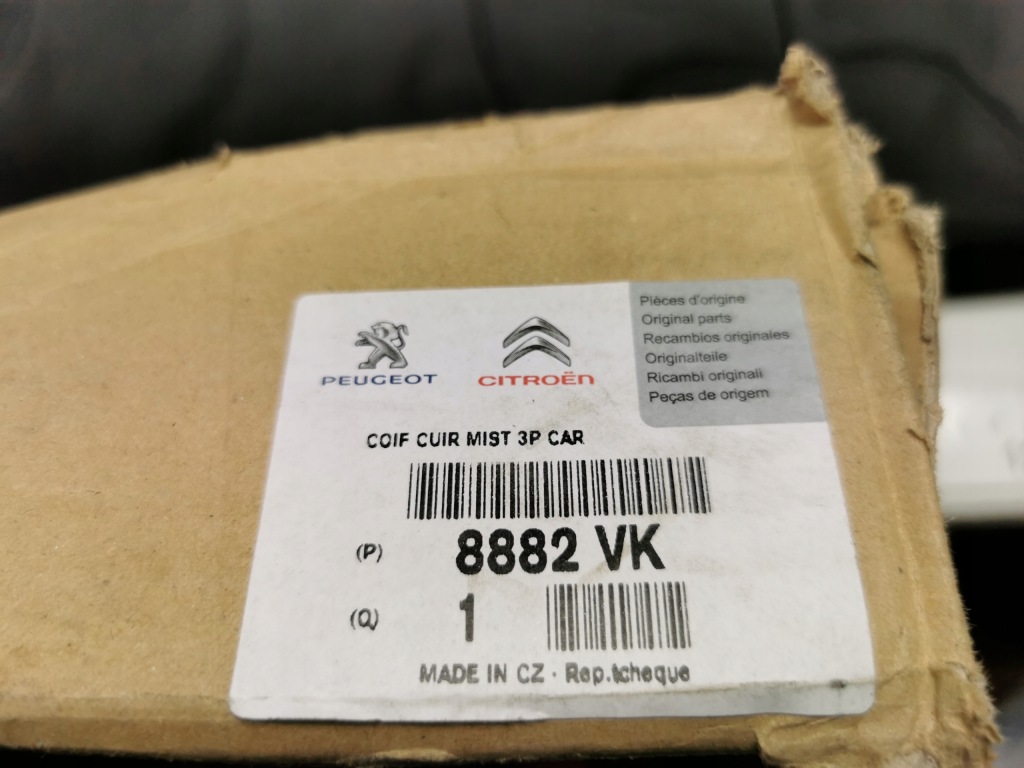 PEUGEOT
CITROËN
Pièces d'origine
Original parts
Recambios originales
Originalteile
Ricambi originali
Peças de origem
COIF CUIR MIST 3P CAR
(P) 8882 VK
(Q) 1
MADE IN CZ · Rep.tcheque